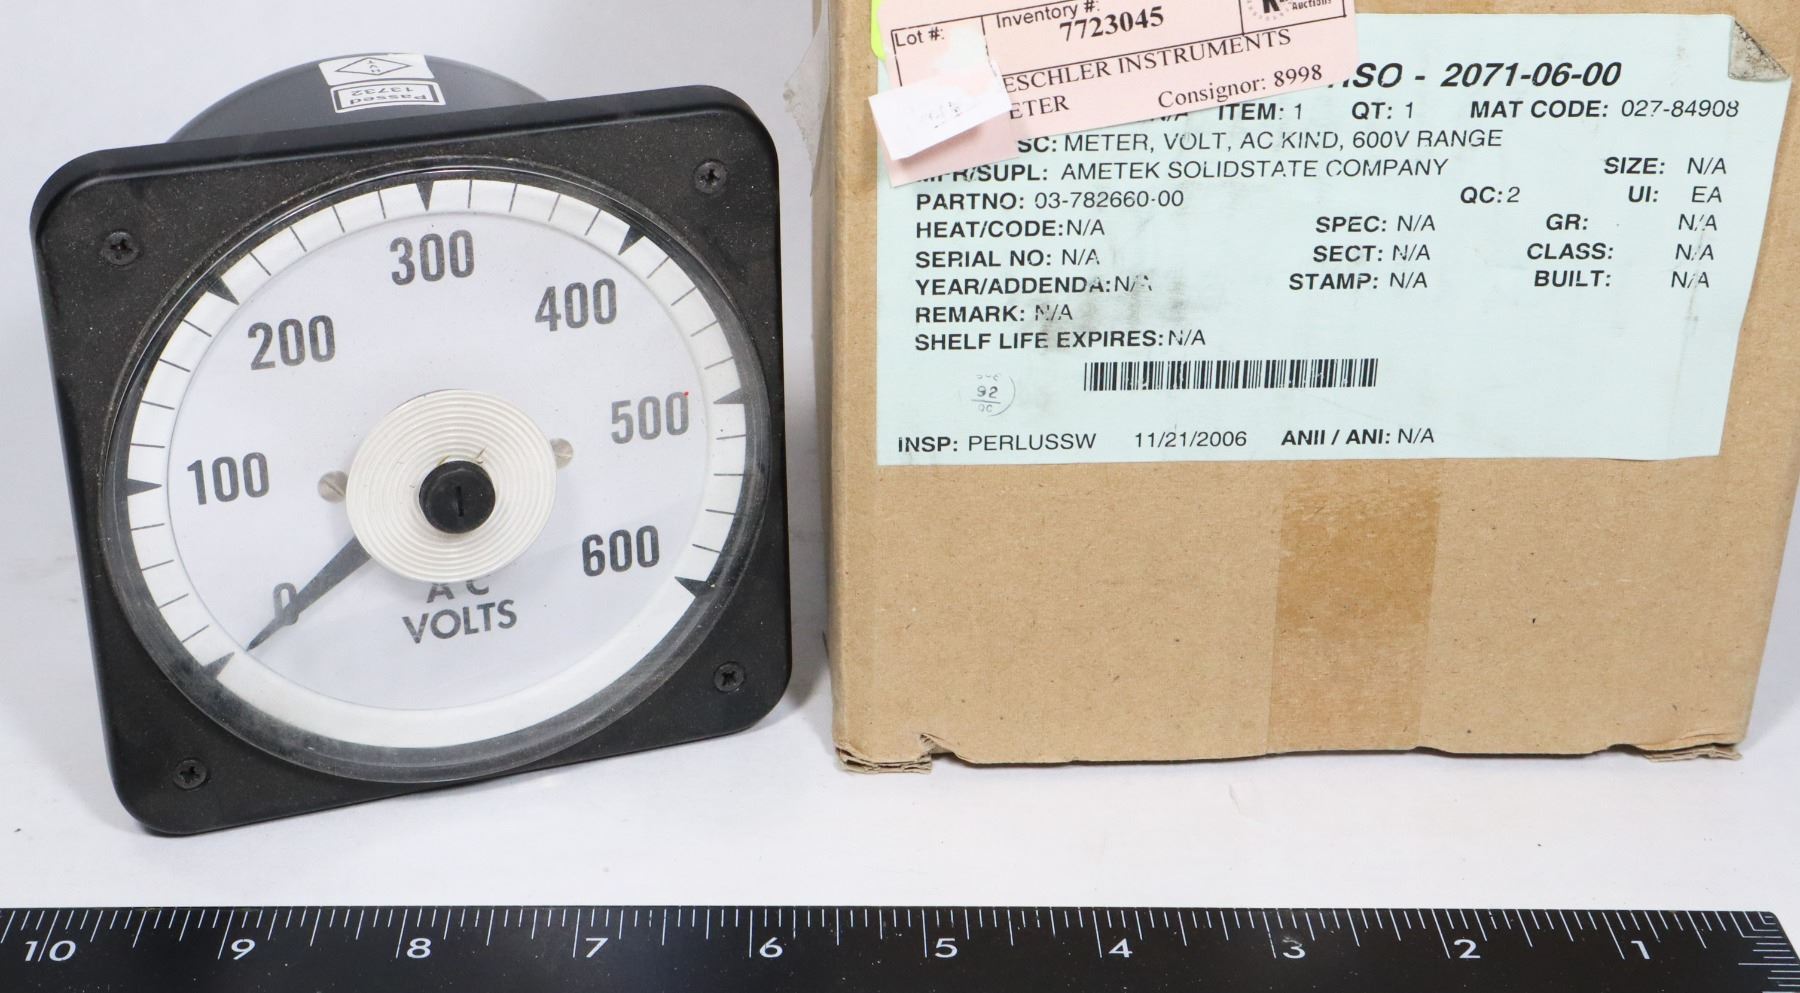 Passed
13732
300
400
200
500
100
600
0
AC
VOLTS
Lot #:
Inventory #:
7723045
Auctions
ESCHLER INSTRUMENTS
ETER
Consignor: 8998
- 2071-06-00
N/A ITEM: 1 QT: 1 MAT CODE: 027-84908
SC: METER, VOLT, AC KIND, 600V RANGE
MFR/SUPL: AMETEK SOLIDSTATE COMPANY SIZE: N/A
PARTNO: 03-782660-00 QC: 2 UI: EA
HEAT/CODE: N/A SPEC: N/A GR: N/A
SERIAL NO: N/A SECT: N/A CLASS: N/A
YEAR/ADDENDA: N/A STAMP: N/A BUILT: N/A
REMARK: N/A
SHELF LIFE EXPIRES: N/A
92
INSP: PERLUSSW 11/21/2006 ANII / ANI: N/A
10 9 8 7 6 5 4 3 2 1